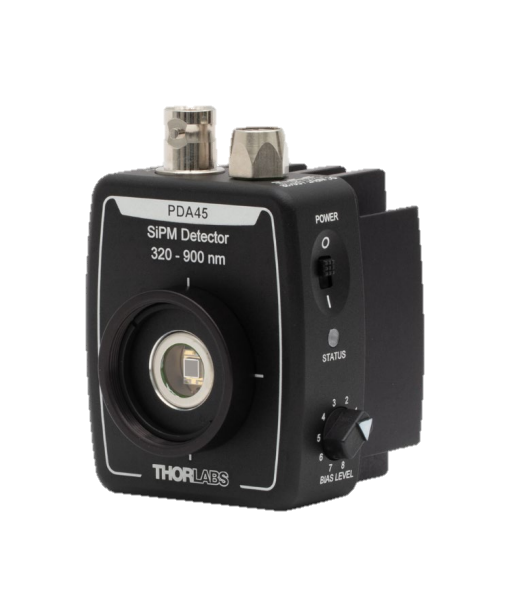 PDA45
SiPM Detector
320 - 900 nm
THORLABS
POWER
O
I
STATUS
3 2
4
5
6
7 8
BIAS LEVEL